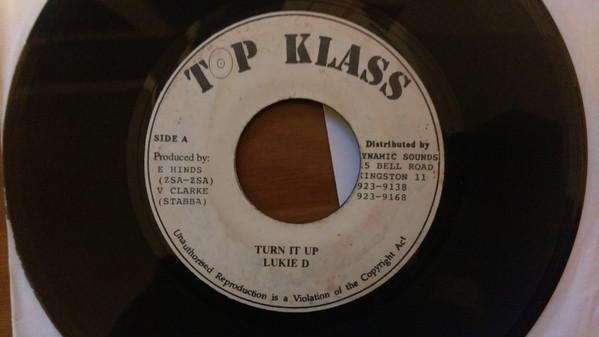 TOP KLASS
SIDE A
Produced by:
E HINDS
(ZSA-ZSA)
V CLARKE
(STABBA)
Distributed by
DYNAMIC SOUNDS
15 BELL ROAD
KINGSTON 11
923-9138
923-9168
TURN IT UP
LUKIE D
Unauthorised Reproduction is a Violation of the Copyright Act